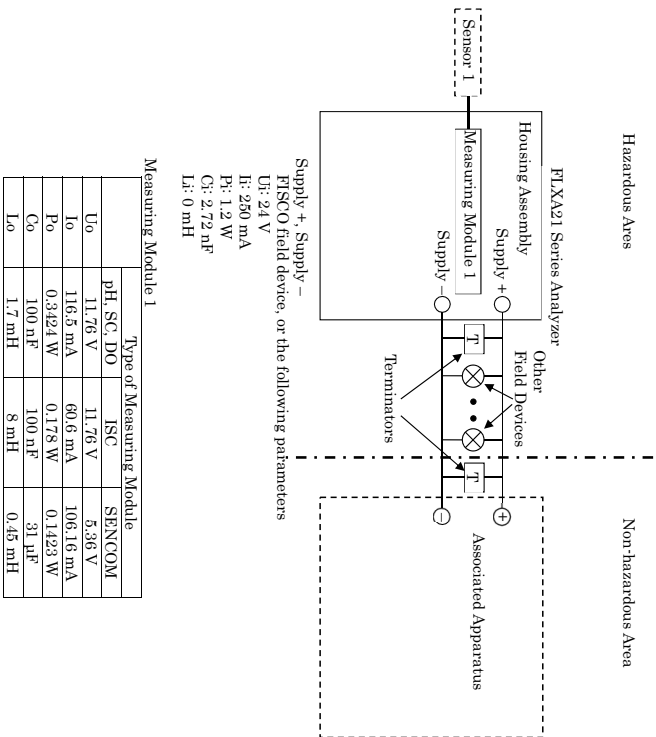 Hazardous Ares
Non-hazardous Area
FLXA21 Series Analyzer
Housing Assembly
Sensor 1
Measuring Module 1
Supply +
Supply –
Other
Field Devices
T
T
Terminators
+
–
Associated Apparatus
Supply +, Supply –
FISCO field device, or the following parameters
Ui: 24 V
Ii: 250 mA
Pi: 1.2 W
Ci: 2.72 nF
Li: 0 mH
Measuring Module 1
Type of Measuring Module
pH, SC, DO ISC SENCOM
Uo 11.76 V 11.76 V 5.36 V
Io 116.5 mA 60.6 mA 106.16 mA
Po 0.3424 W 0.178 W 0.1423 W
Co 100 nF 100 nF 31 µF
Lo 1.7 mH 8 mH 0.45 mH